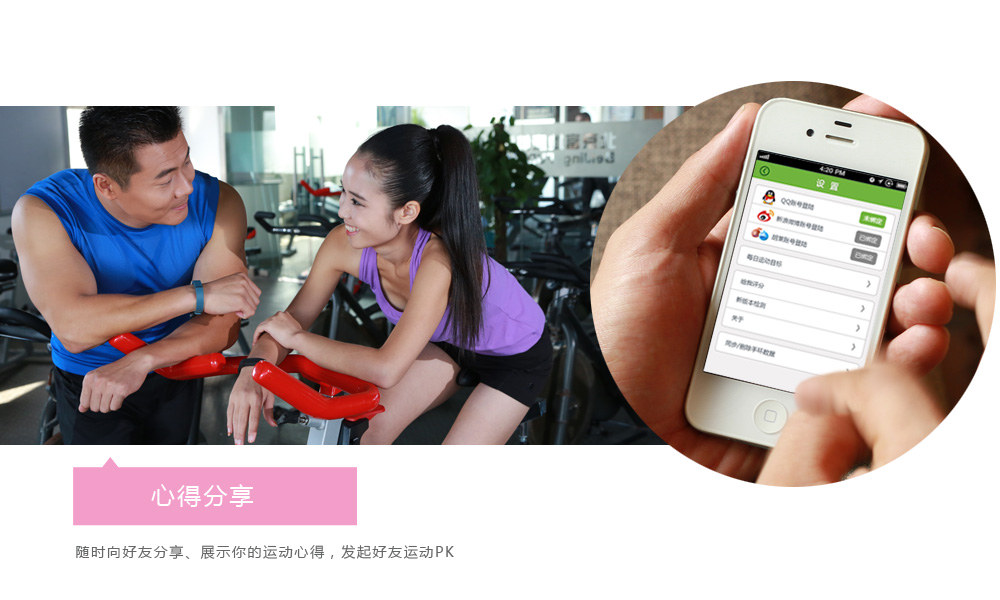 4:20 PM
设置
QQ账号登陆
未绑定
新浪微博账号登陆
已绑定
朋友账号登陆
已绑定
每日运动目标
给我评分
新版本检测
关于
同步/删除手环数据
心得分享
随时向好友分享、展示你的运动心得，发起好友运动PK